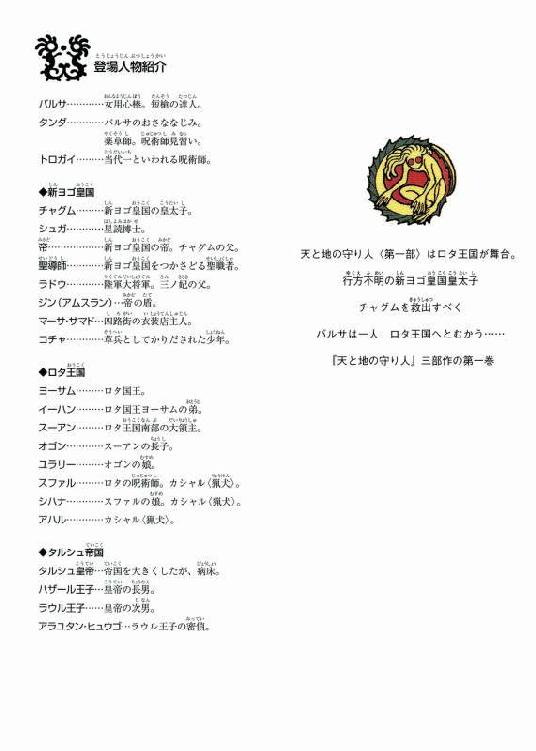 登場人物紹介
バルサ…………女用心棒。短槍の達人。
タンダ…………バルサのおさななじみ。
薬草師。呪術師見習い。
トロガイ………当代一といわれる呪術師。
◆新ヨゴ皇国
チャグム………新ヨゴ皇国の皇太子。
シュガ…………星読博士。
帝………………新ヨゴ皇国の帝。チャグムの父。
聖導師…………新ヨゴ皇国をつかさどる聖職者。
ラドウ…………陸軍大将軍。三ノ妃の父。
ジン（アムスラン）…帝の盾。
マーサ・サマド…四路街の衣装店主人。
コチャ…………草兵としてかりだされた少年。
◆ロタ王国
ヨーサム………ロタ国王。
イーハン………ロタ国王ヨーサムの弟。
スーアン………ロタ王国南部の大領主。
オゴン…………スーアンの長子。
ユラリー………オゴンの娘。
スファル………ロタの呪術師。カシャル〈猟犬〉。
シハナ…………スファルの娘。カシャル〈猟犬〉。
アハル…………カシャル〈猟犬〉。
◆タルシュ帝国
タルシュ皇帝…帝国を大きくしたが、病床。
ハザール王子…皇帝の長男。
ラウル王子……皇帝の次男。
アラユタン・ヒュウゴ…ラウル王子の密偵。
天と地の守り人〈第一部〉はロタ王国が舞台。
行方不明の新ヨゴ皇国皇太子
チャグムを救出すべく
バルサは一人　ロタ王国へとむかう……
『天と地の守り人』三部作の第一巻